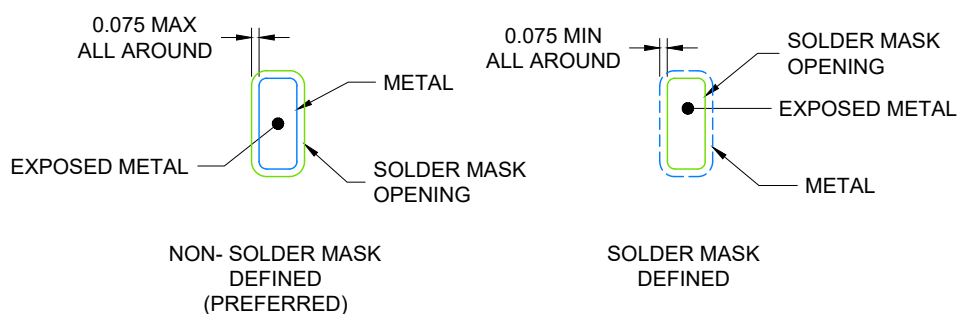 0.075 MAX
ALL AROUND
METAL
EXPOSED METAL
SOLDER MASK
OPENING
NON- SOLDER MASK
DEFINED
(PREFERRED)
0.075 MIN
ALL AROUND
SOLDER MASK
OPENING
EXPOSED METAL
METAL
SOLDER MASK
DEFINED